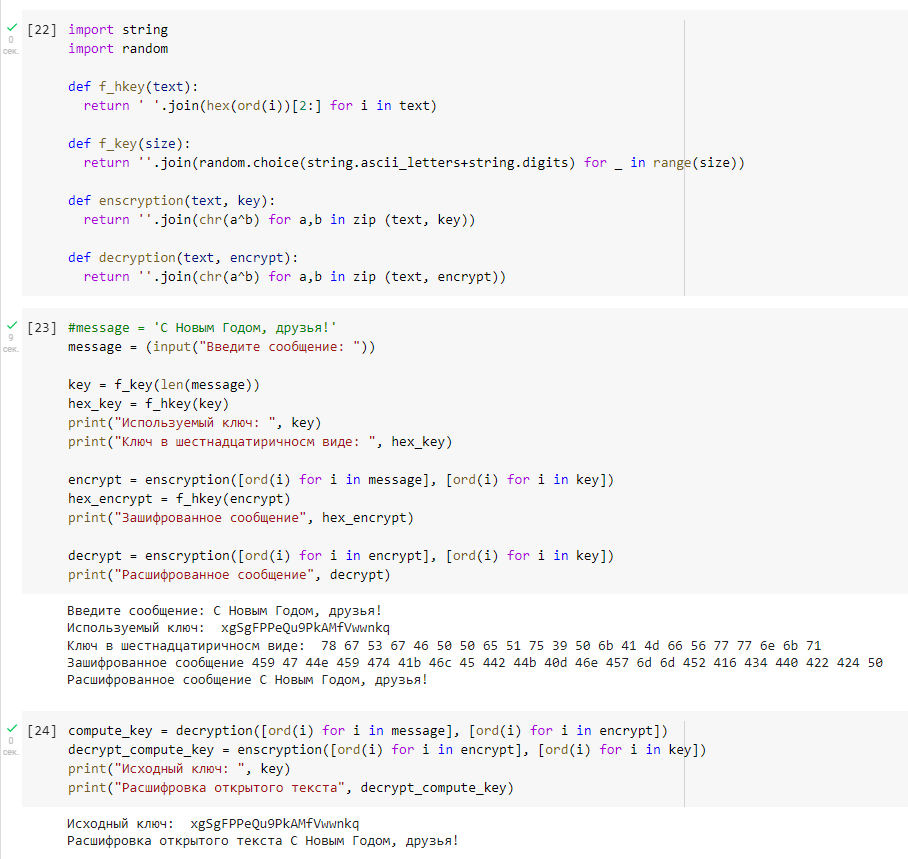 [22] import string
0 сек.
import random
def f_hkey(text):
return ' '.join(hex(ord(i))[2:] for i in text)
def f_key(size):
return ''.join(random.choice(string.ascii_letters+string.digits) for _ in range(size))
def enscryption(text, key):
return ''.join(chr(a^b) for a,b in zip (text, key))
def decryption(text, encrypt):
return ''.join(chr(a^b) for a,b in zip (text, encrypt))
[23] #message = 'С Новым Годом, друзья!'
9 сек.
message = (input("Введите сообщение: "))
key = f_key(len(message))
hex_key = f_hkey(key)
print("Используемый ключ: ", key)
print("Ключ в шестнадцатиричносм виде: ", hex_key)
encrypt = enscryption([ord(i) for i in message], [ord(i) for i in key])
hex_encrypt = f_hkey(encrypt)
print("Зашифрованное сообщение", hex_encrypt)
decrypt = enscryption([ord(i) for i in encrypt], [ord(i) for i in key])
print("Расшифрованное сообщение", decrypt)
Введите сообщение: С Новым Годом, друзья!
Используемый ключ:  xgSgFPPeQu9PkAMfVwwnkq
Ключ в шестнадцатиричносм виде:  78 67 53 67 46 50 50 65 51 75 39 50 6b 41 4d 66 56 77 77 6e 6b 71
Зашифрованное сообщение 459 47 44e 459 474 41b 46c 45 442 44b 40d 46e 457 6d 6d 452 416 434 440 422 424 50
Расшифрованное сообщение С Новым Годом, друзья!
[24] compute_key = decryption([ord(i) for i in message], [ord(i) for i in encrypt])
0 сек.
decrypt_compute_key = enscryption([ord(i) for i in encrypt], [ord(i) for i in key])
print("Исходный ключ: ", key)
print("Расшифровка открытого текста", decrypt_compute_key)
Исходный ключ:  xgSgFPPeQu9PkAMfVwwnkq
Расшифровка открытого текста С Новым Годом, друзья!